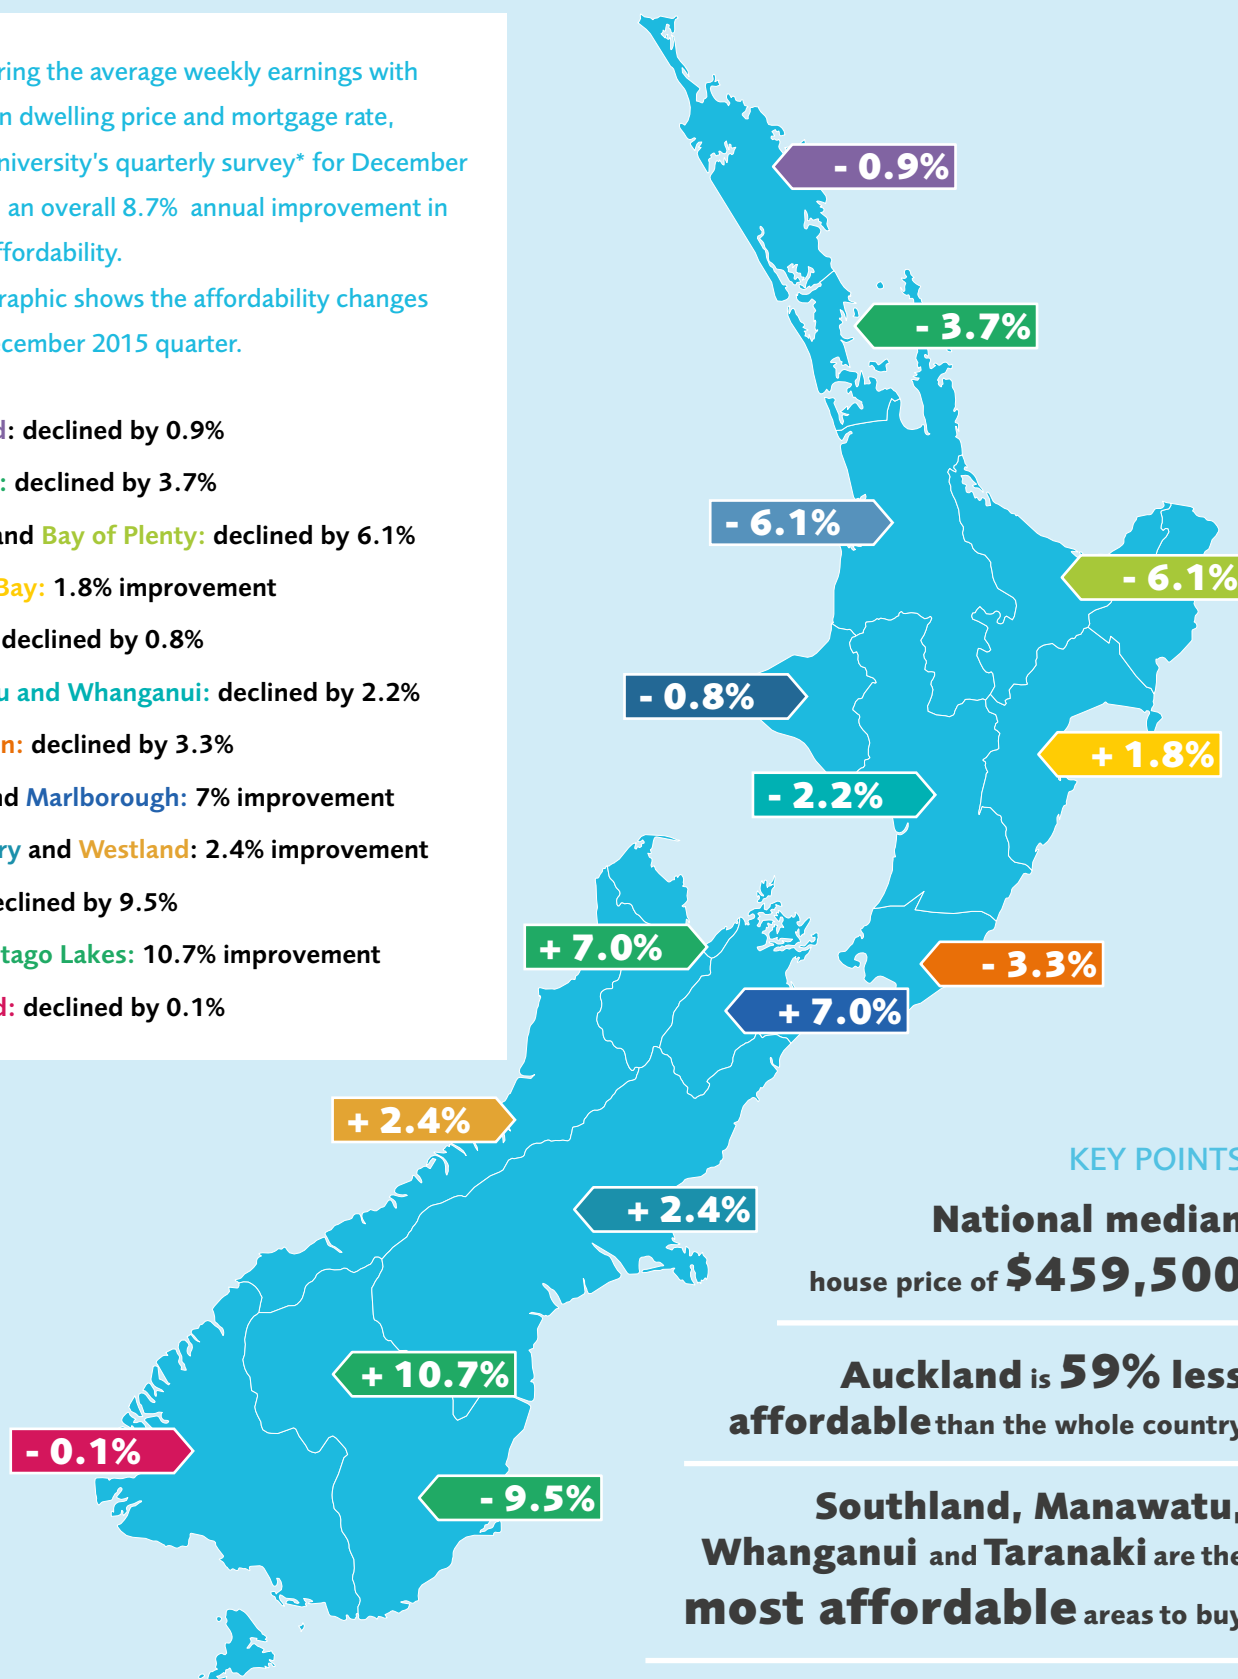 ring the average weekly earnings with
n dwelling price and mortgage rate,
niversity's quarterly survey* for December
an overall 8.7% annual improvement in
ffordability.
raphic shows the affordability changes
cember 2015 quarter.
d: declined by 0.9%
: declined by 3.7%
and Bay of Plenty: declined by 6.1%
Bay: 1.8% improvement
declined by 0.8%
u and Whanganui: declined by 2.2%
n: declined by 3.3%
nd Marlborough: 7% improvement
ry and Westland: 2.4% improvement
eclined by 9.5%
tago Lakes: 10.7% improvement
d: declined by 0.1%
- 0.9%
- 3.7%
- 6.1%
- 6.1%
- 0.8%
+ 1.8%
- 2.2%
+ 7.0%
- 3.3%
+ 7.0%
+ 2.4%
+ 2.4%
+ 10.7%
- 0.1%
- 9.5%
KEY POINTS
National median
house price of $459,500
Auckland is 59% less
affordable than the whole country
Southland, Manawatu,
Whanganui and Taranaki are the
most affordable areas to buy